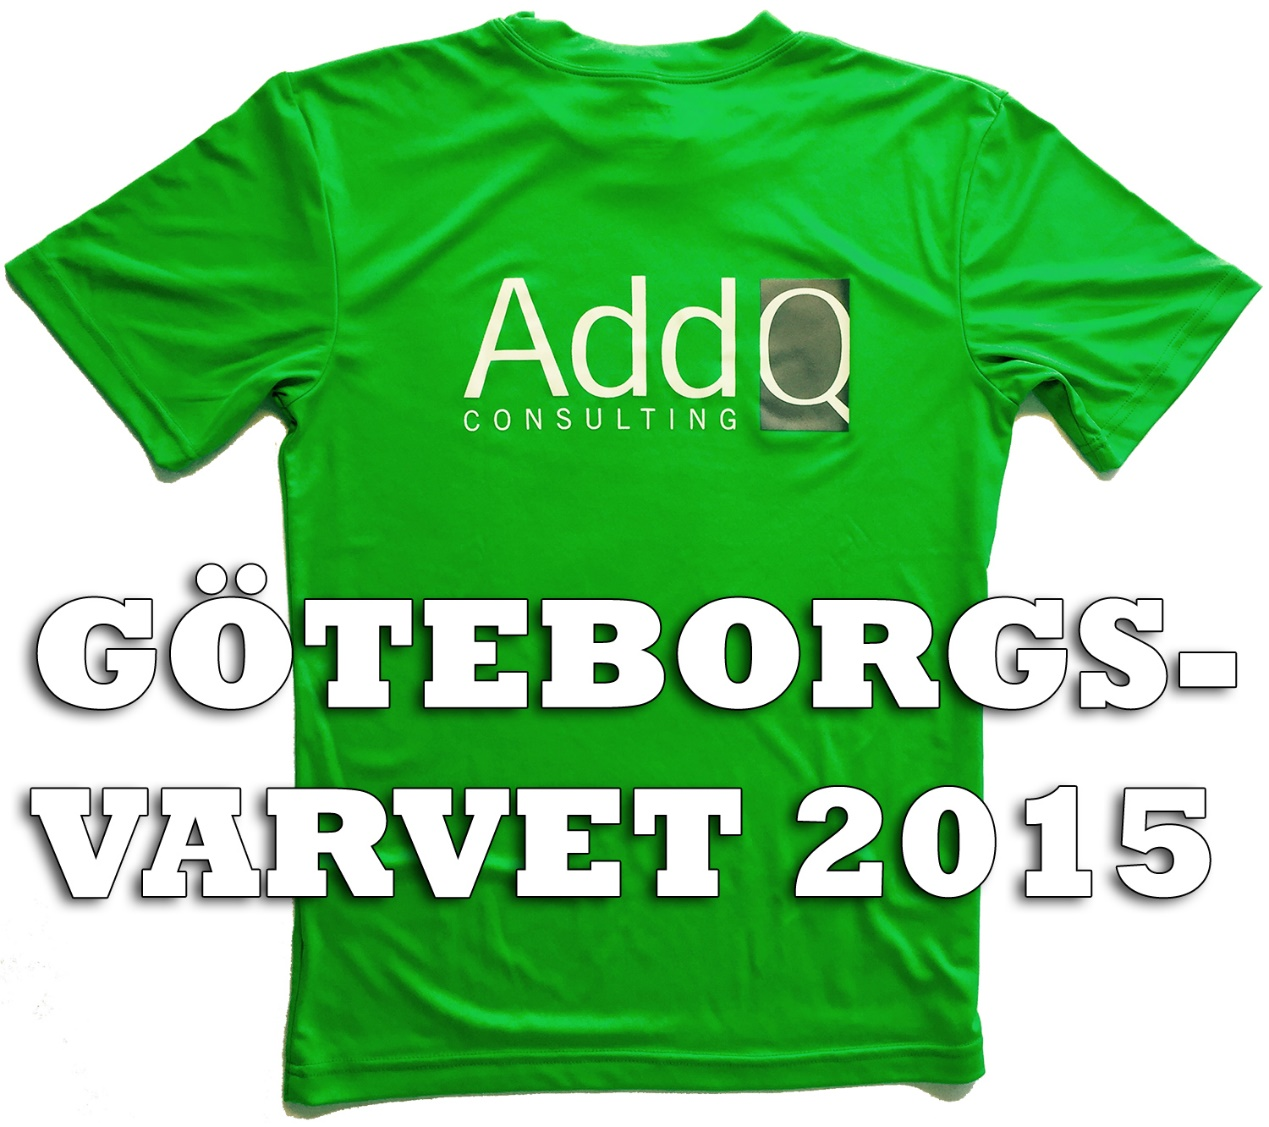 AddQ
CONSULTING
GÖTEBORGS-
VARVET 2015